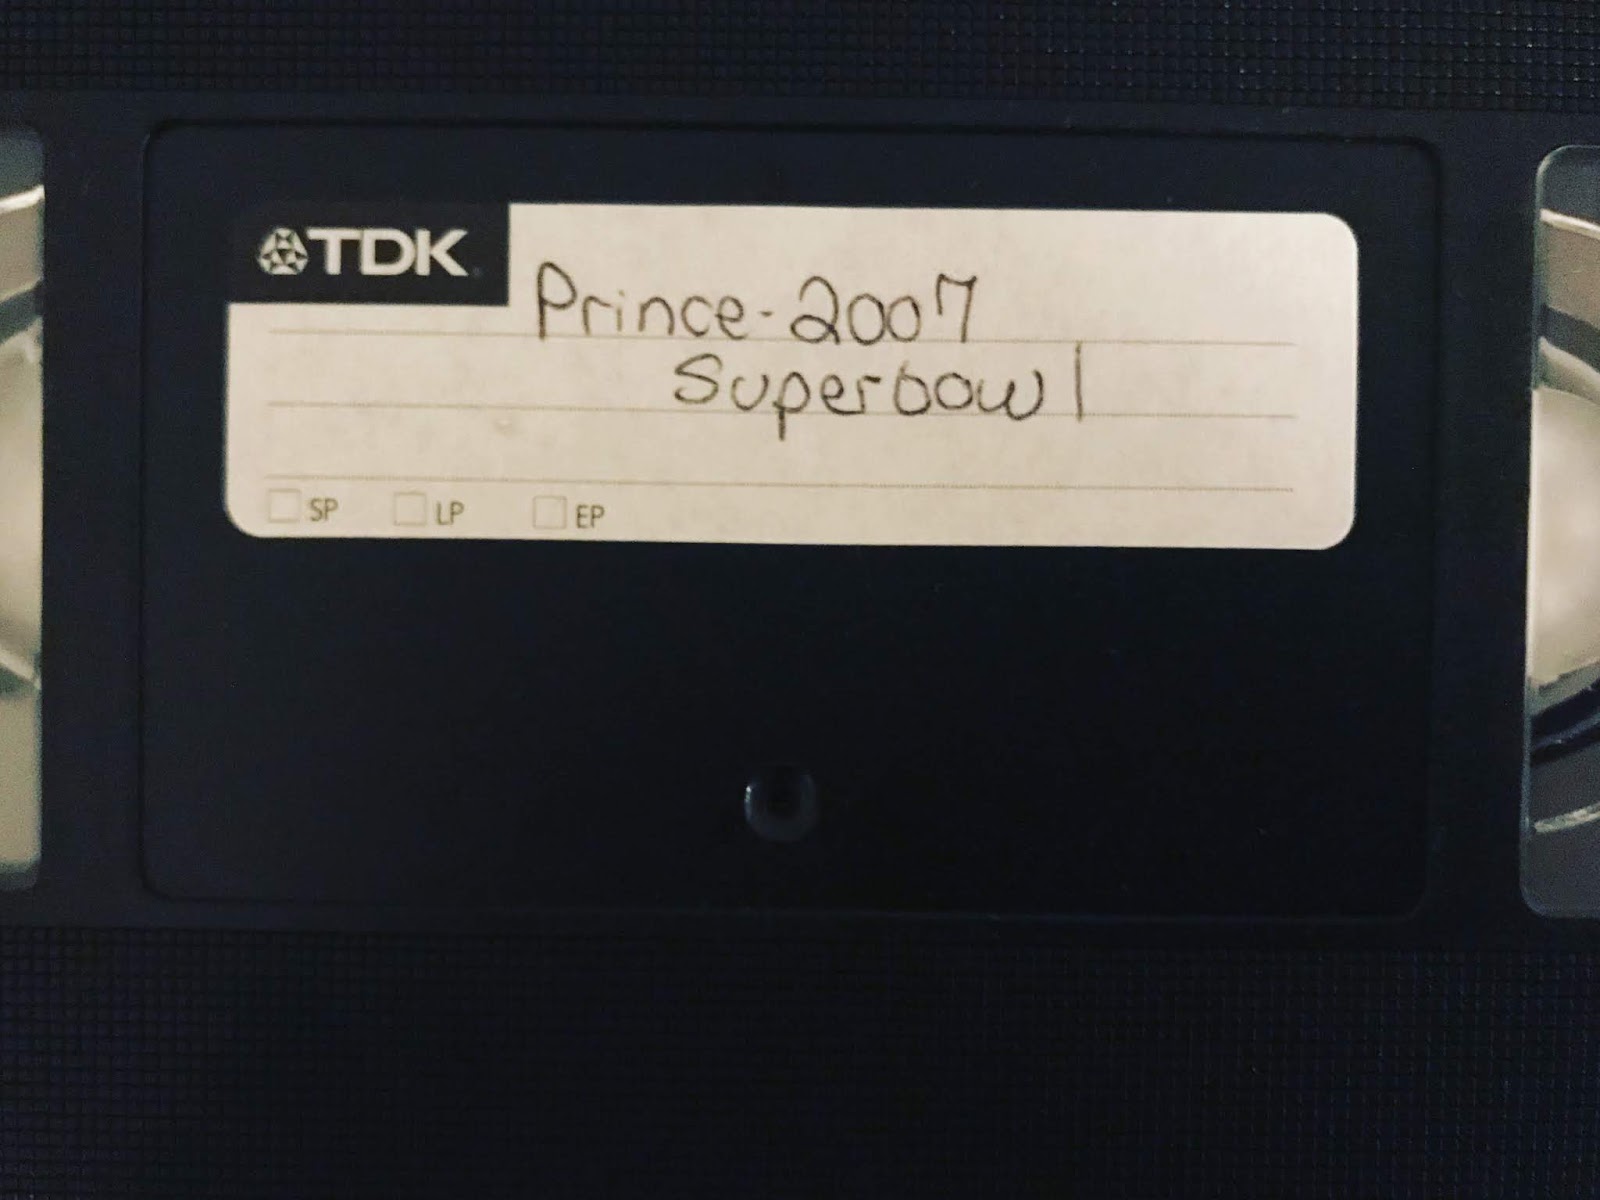 TDK
Prince-2007
Superbowl
SP LP EP